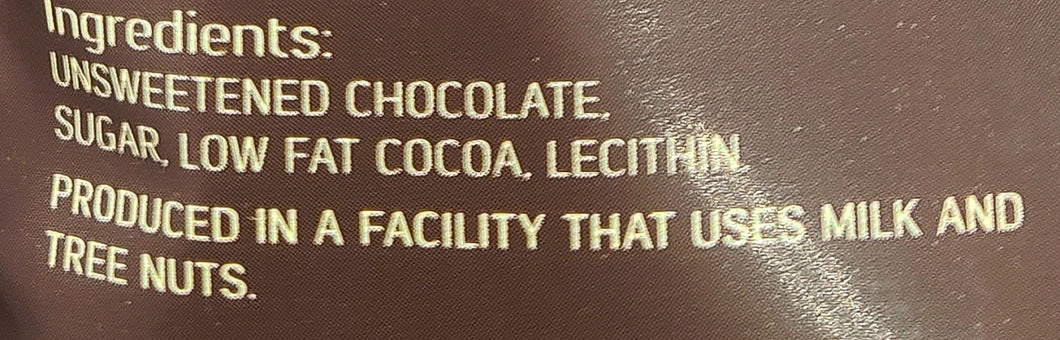 Ingredients:
UNSWEETENED CHOCOLATE,
SUGAR, LOW FAT COCOA, LECITHIN.
PRODUCED IN A FACILITY THAT USES MILK AND
TREE NUTS.